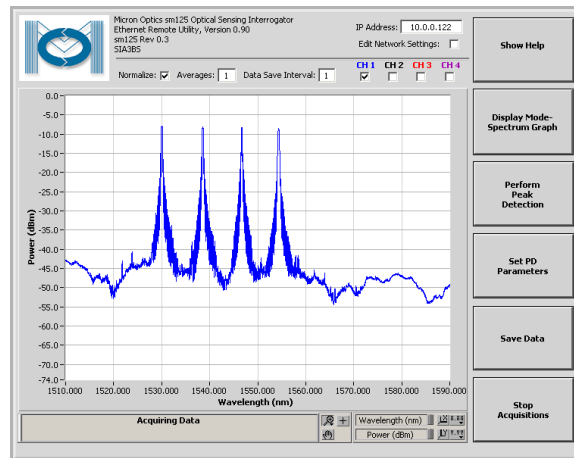 Micron Optics sm125 Optical Sensing Interrogator
Ethernet Remote Utility, Version 0.90
sm125 Rev 0.3
SIA3BS
IP Address: 10.0.0.122
Edit Network Settings:
Normalize: Averages: 1 Data Save Interval: 1
CH 1 CH 2 CH 3 CH 4
Show Help
Display Mode-
Spectrum Graph
Perform
Peak
Detection
Set PD
Parameters
Save Data
Stop
Acquisitions
Power (dBm)
0.0
-5.0
-10.0
-15.0
-20.0
-25.0
-30.0
-35.0
-40.0
-45.0
-50.0
-55.0
-60.0
-65.0
-70.0
-74.0
1510.000 1520.000 1530.000 1540.000 1550.000 1560.000 1570.000 1580.000 1590.000
Wavelength (nm)
Acquiring Data
Wavelength (nm)
Power (dBm)